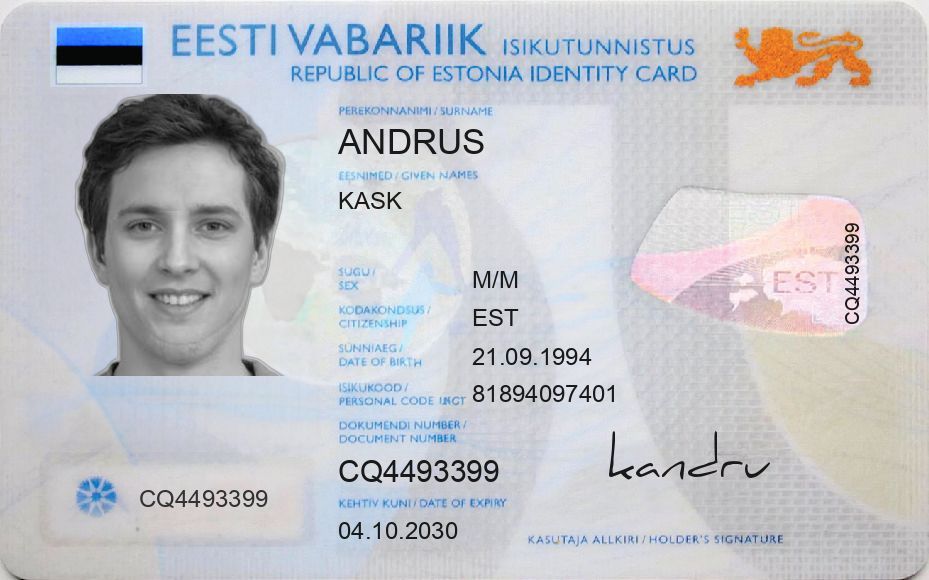 EESTI VABARIIK ISIKUTUNNISTUS
REPUBLIC OF ESTONIA IDENTITY CARD
PEREKONNANIMI / SURNAME
ANDRUS
EESNIMED / GIVEN NAMES
KASK
SUGU /
SEX
M/M
KODAKONDSUS /
CITIZENSHIP
EST
SÜNNIAEG /
DATE OF BIRTH
21.09.1994
ISIKUKOOD /
PERSONAL CODE
81894097401
DOKUMENDI NUMBER /
DOCUMENT NUMBER
CQ4493399
KEHTIV KUNI / DATE OF EXPIRY
04.10.2030
CQ4493399
EST
CQ4493399
kandru
KASUTAJA ALLKIRI / HOLDER'S SIGNATURE